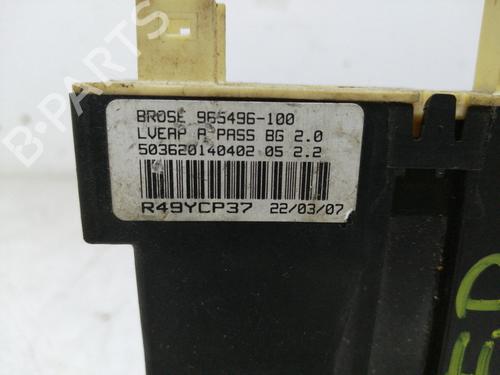 BROSE 965496-100
LVEAP A PASS BG 2.0
503620140402 05 2.2
R49YCP37 22/03/07
B-PARTS